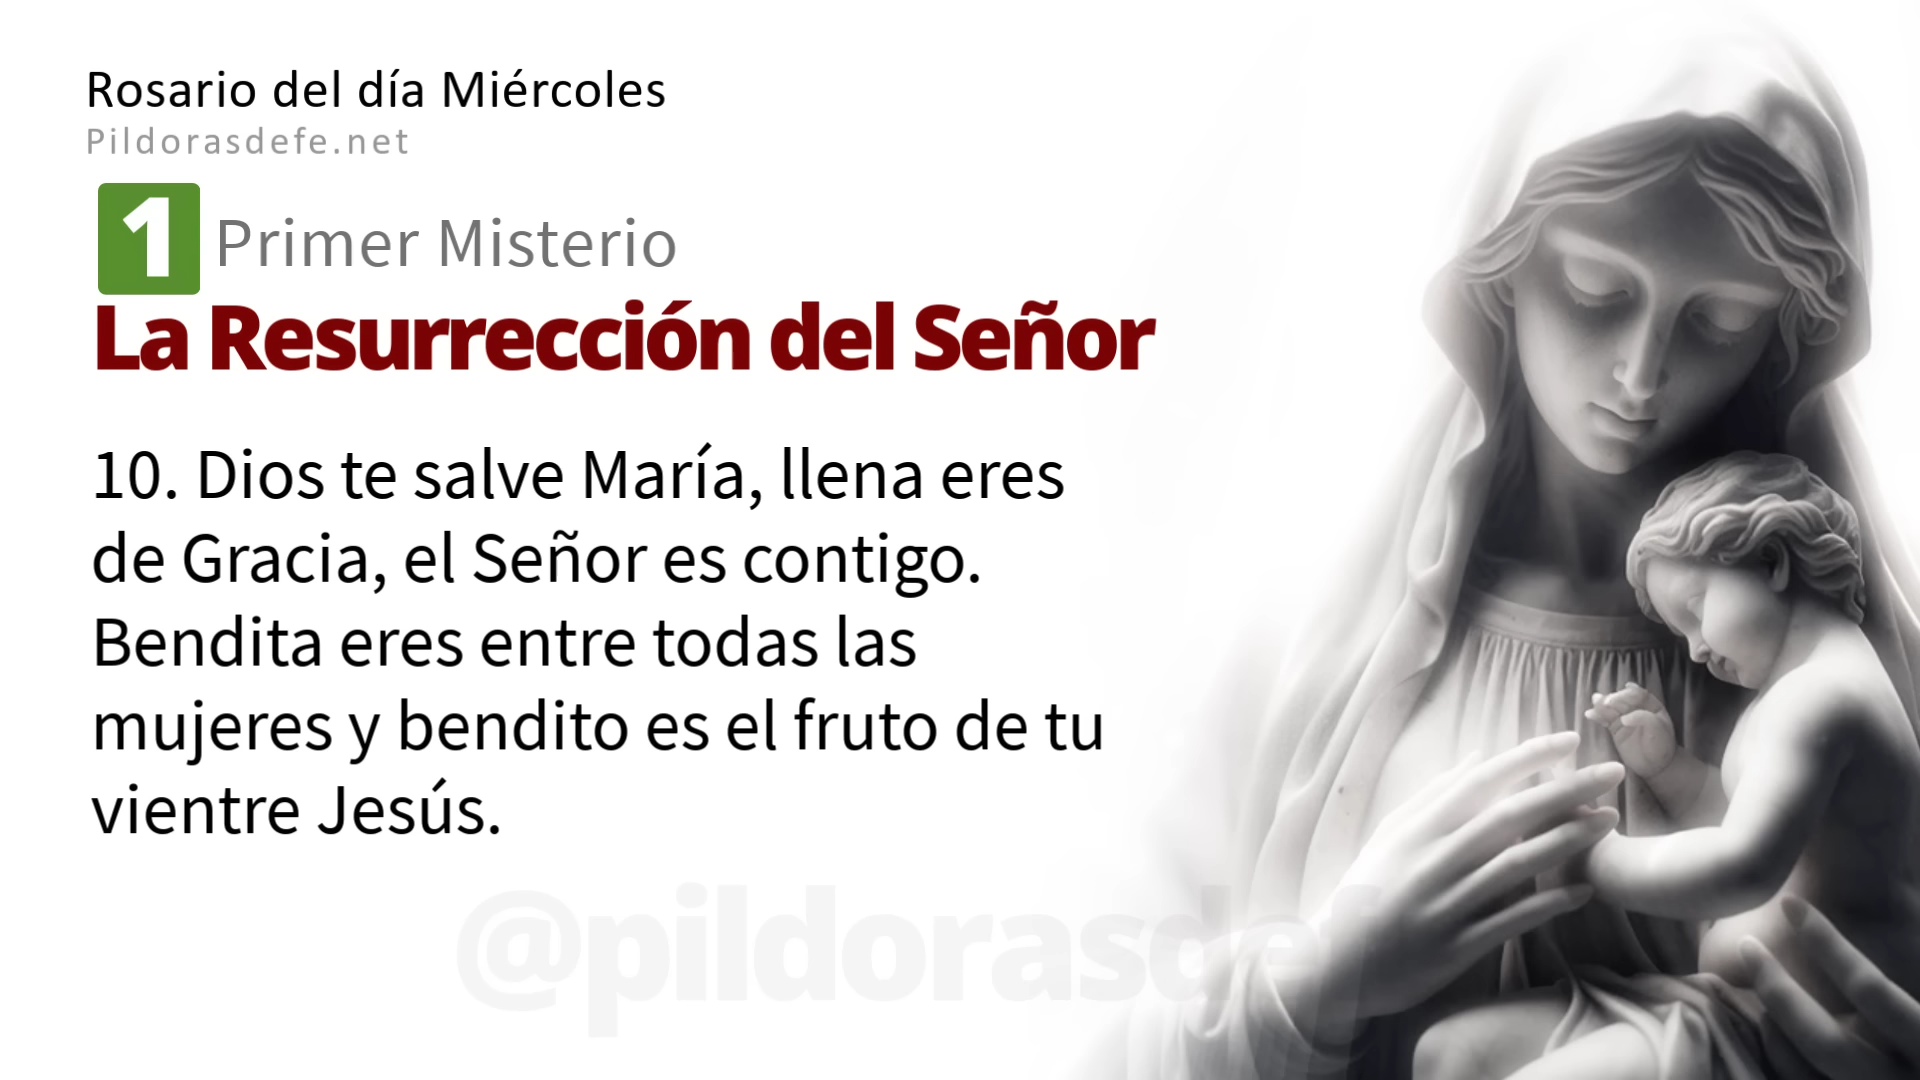 Rosario del día Miércoles
Pildorasdefe.net
1 Primer Misterio
La Resurrección del Señor
10. Dios te salve María, llena eres
de Gracia, el Señor es contigo.
Bendita eres entre todas las
mujeres y bendito es el fruto de tu
vientre Jesús.
@pildorasdef